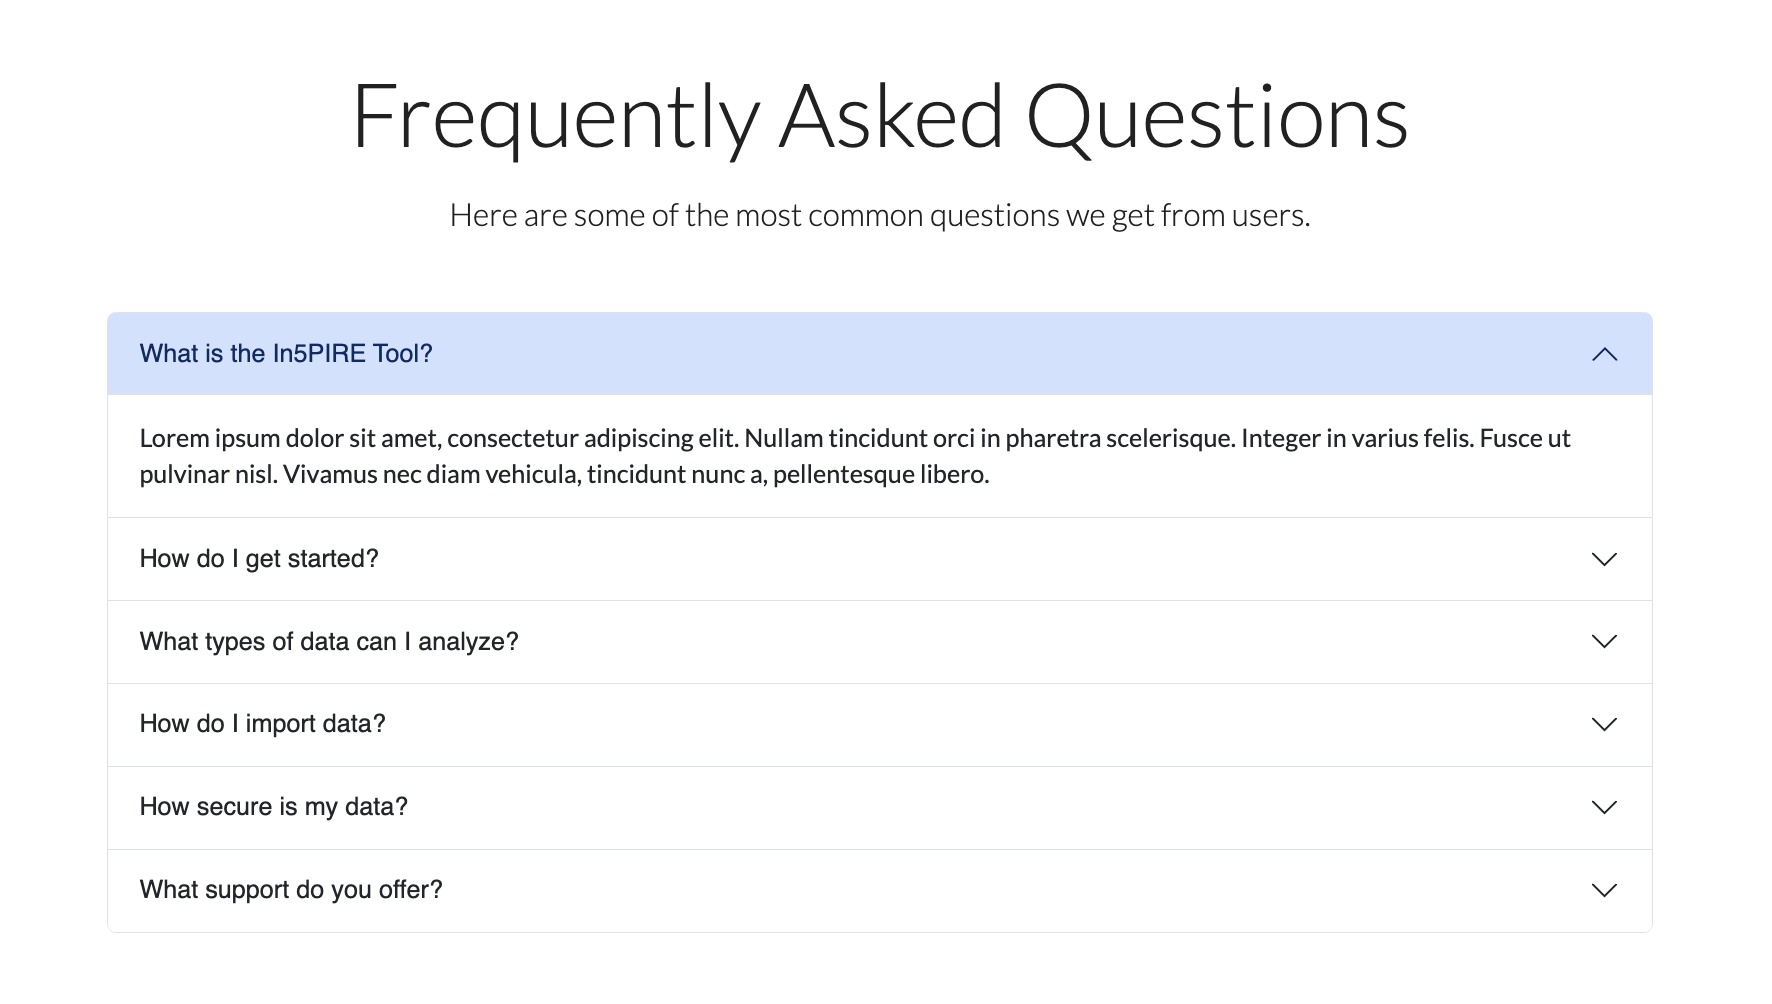 Frequently Asked Questions
Here are some of the most common questions we get from users.
What is the In5PIRE Tool?
Lorem ipsum dolor sit amet, consectetur adipiscing elit. Nullam tincidunt orci in pharetra scelerisque. Integer in varius felis. Fusce ut
pulvinar nisl. Vivamus nec diam vehicula, tincidunt nunc a, pellentesque libero.
How do I get started?
What types of data can I analyze?
How do I import data?
How secure is my data?
What support do you offer?